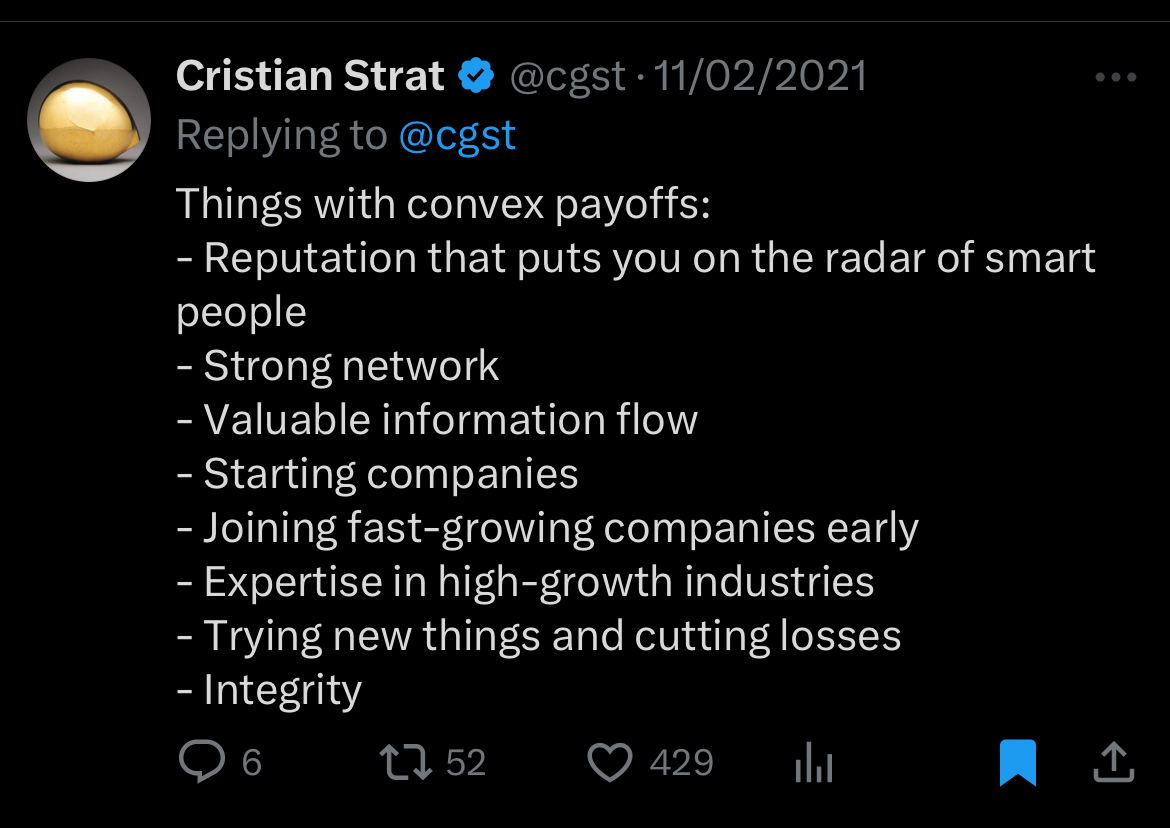 Cristian Strat @cgst · 11/02/2021
Replying to @cgst
Things with convex payoffs:
- Reputation that puts you on the radar of smart
people
- Strong network
- Valuable information flow
- Starting companies
- Joining fast-growing companies early
- Expertise in high-growth industries
- Trying new things and cutting losses
- Integrity
6 52 429